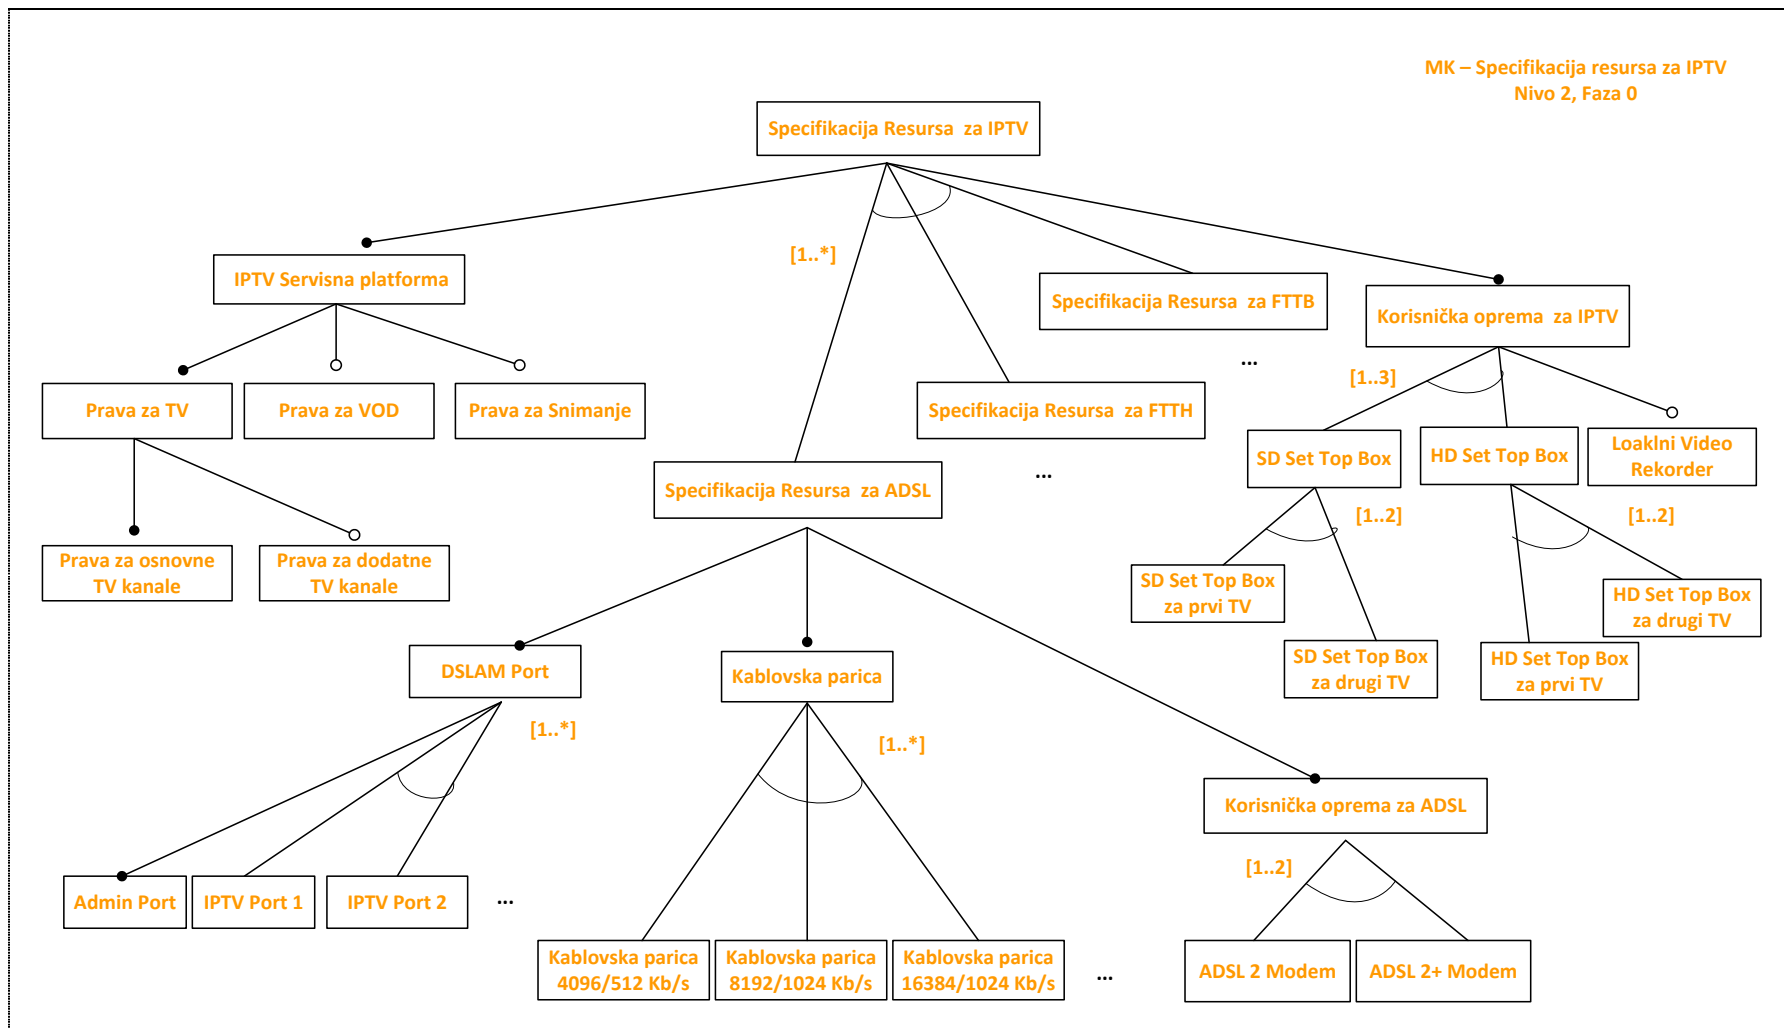 MK – Specifikacija resursa za IPTV
Nivo 2, Faza 0
Specifikacija Resursa za IPTV
[1..*]
IPTV Servisna platforma
Specifikacija Resursa za FTTB
Korisnička oprema za IPTV
...
[1..3]
Prava za TV
Prava za VOD
Prava za Snimanje
Specifikacija Resursa za FTTH
...
SD Set Top Box
HD Set Top Box
Loaklni Video
Rekorder
Specifikacija Resursa za ADSL
[1..2]
[1..2]
Prava za osnovne
TV kanale
Prava za dodatne
TV kanale
SD Set Top Box
za prvi TV
HD Set Top Box
za drugi TV
SD Set Top Box
za drugi TV
HD Set Top Box
za prvi TV
DSLAM Port
Kablovska parica
[1..*]
[1..*]
Korisnička oprema za ADSL
[1..2]
Admin Port
IPTV Port 1
IPTV Port 2
...
Kablovska parica
4096/512 Kb/s
Kablovska parica
8192/1024 Kb/s
Kablovska parica
16384/1024 Kb/s
...
ADSL 2 Modem
ADSL 2+ Modem